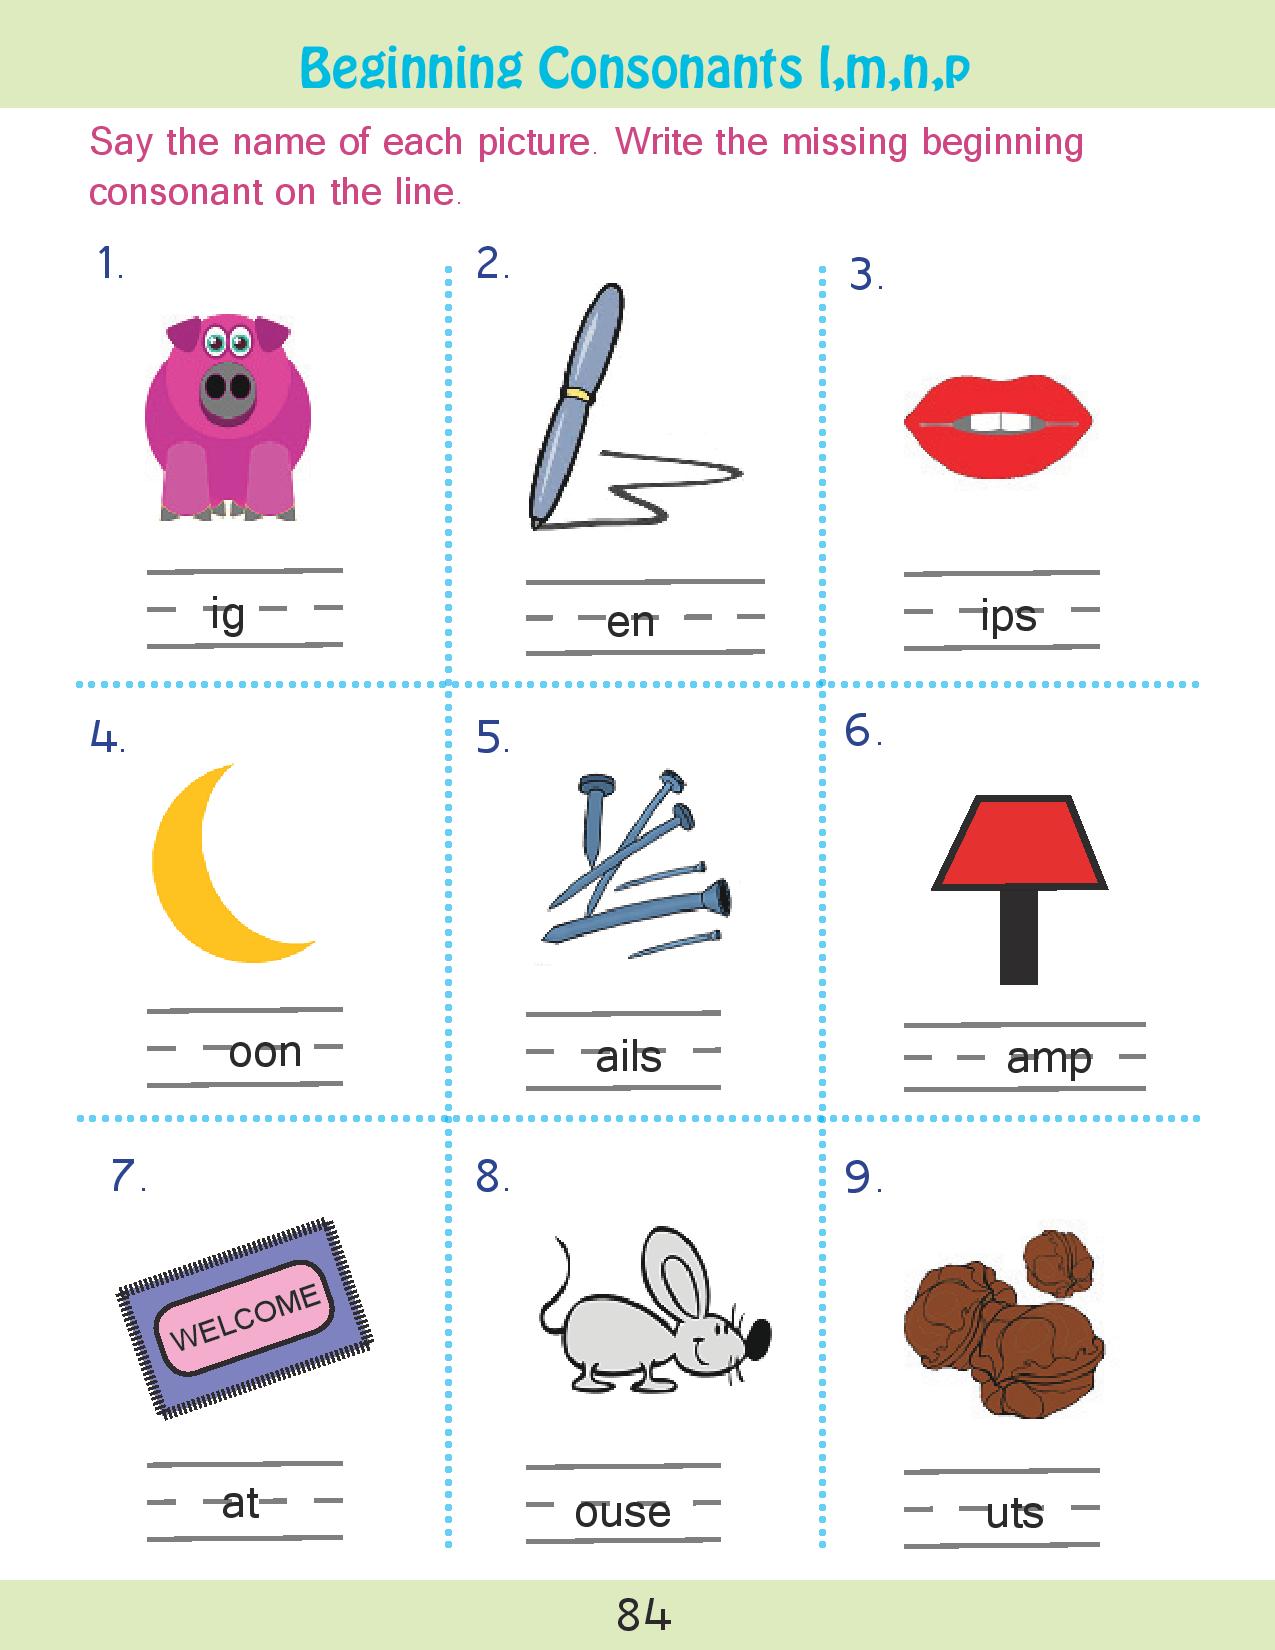 Beginning Consonants l,m,n,p
Say the name of each picture. Write the missing beginning
consonant on the line.
1.
2.
3.
ig
en
ips
4.
5.
6.
oon
ails
amp
7.
8.
9.
WELCOME
at
ouse
uts
84